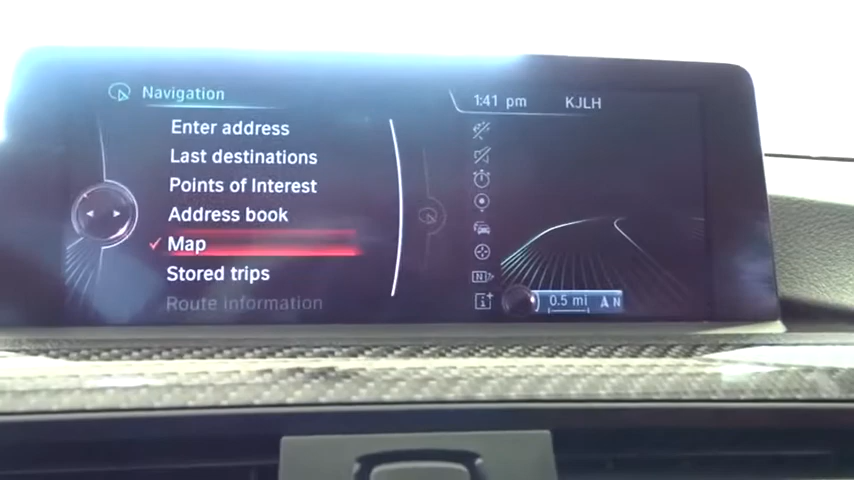 Navigation
1:41 pm KJLH
Enter address
Last destinations
Points of Interest
Address book
Map
Stored trips
Route information
N
i+
0.5 mi N